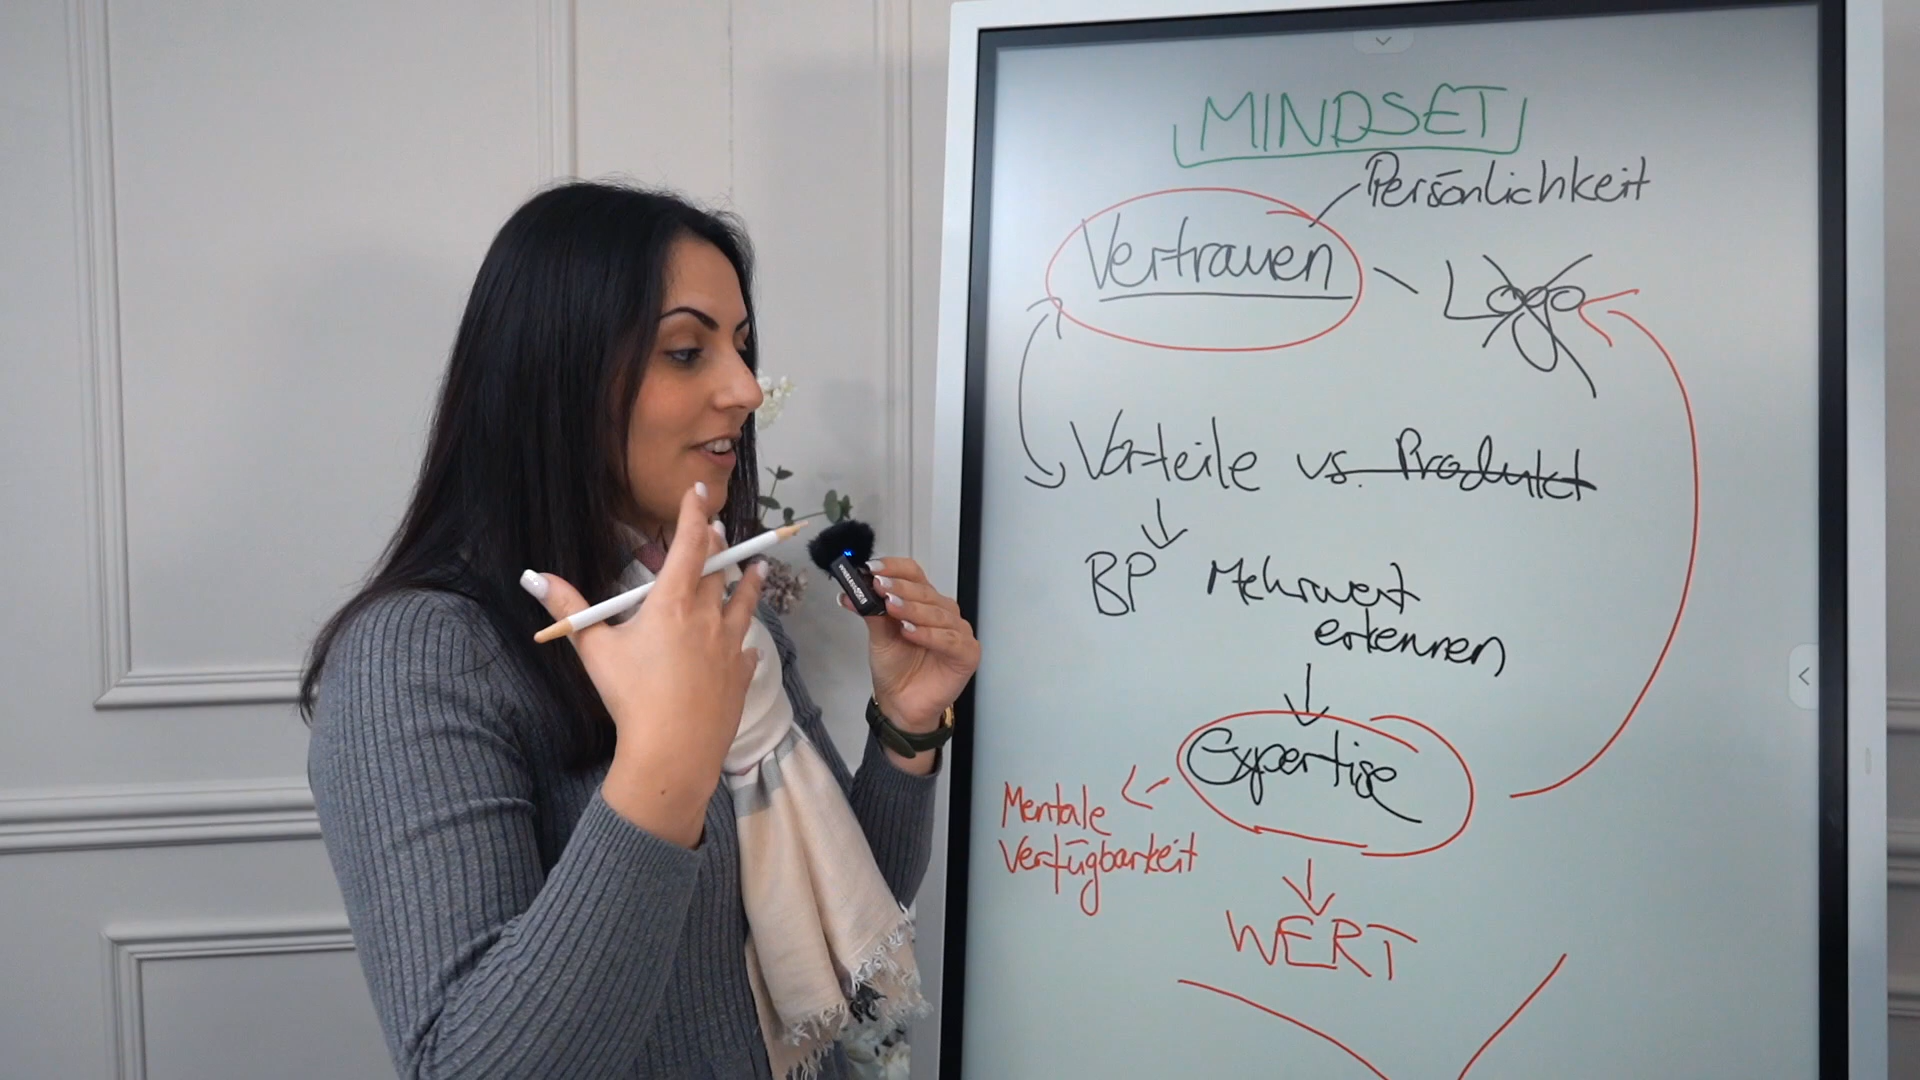 MINDSET
Persönlichkeit
Vertrauen
Logo
Vorteile vs. Produkt
BP Mehrwert
erkennen
Expertise
Mentale
Verfügbarkeit
WERT